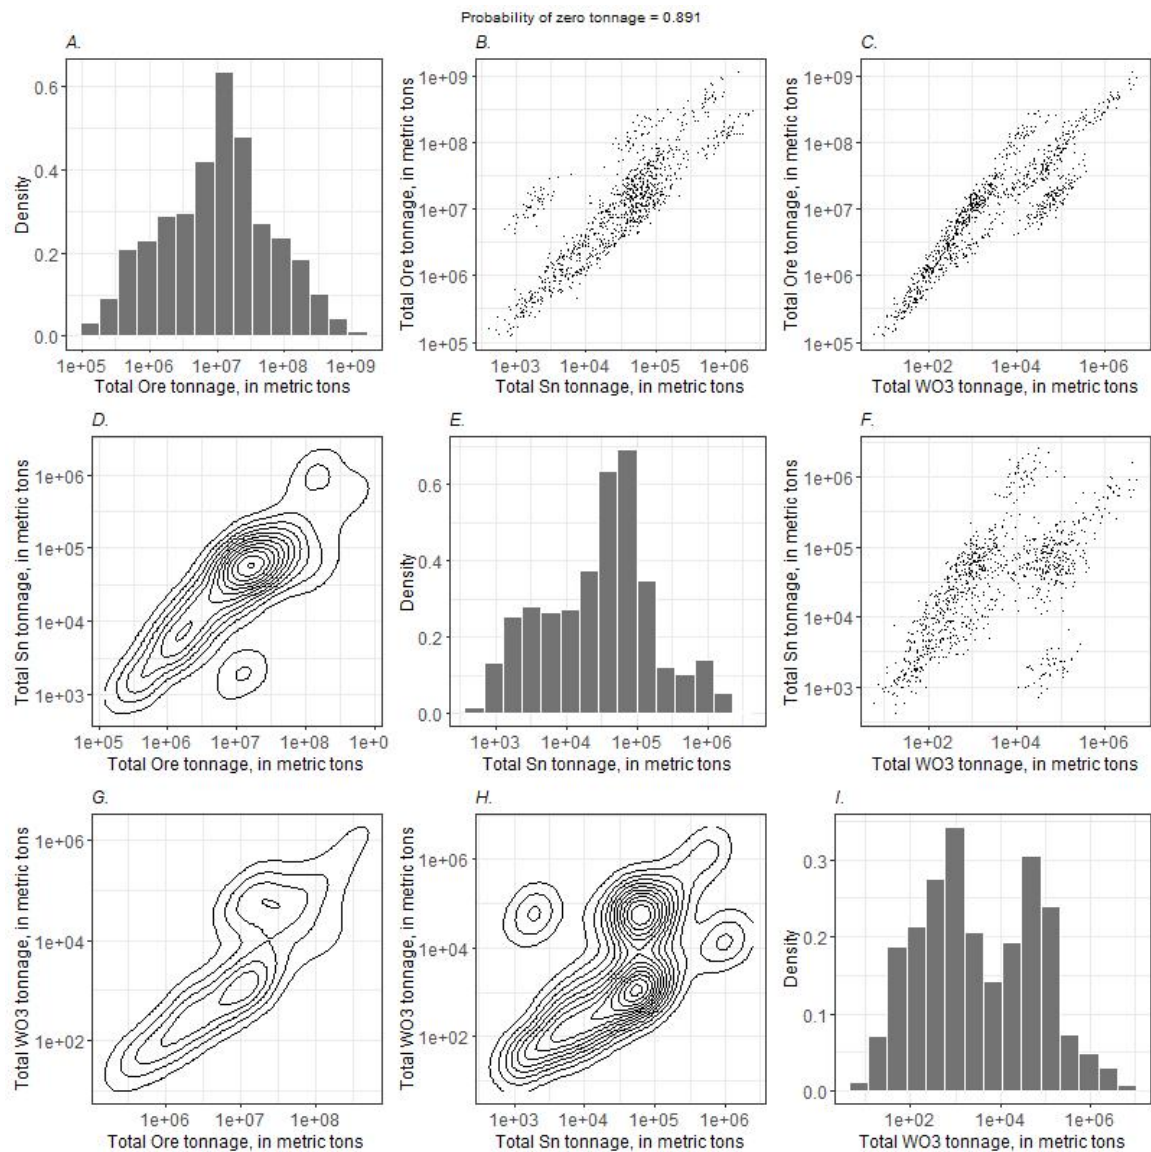 Probability of zero tonnage = 0.891
A.
0.6
0.4
0.2
0.0
Density
1e+05 1e+06 1e+07 1e+08 1e+09
Total Ore tonnage, in metric tons
B.
1e+09
1e+08
1e+07
1e+06
1e+05
Total Ore tonnage, in metric tons
1e+03 1e+04 1e+05 1e+06
Total Sn tonnage, in metric tons
C.
1e+09
1e+08
1e+07
1e+06
1e+05
Total Ore tonnage, in metric tons
1e+02 1e+04 1e+06
Total WO3 tonnage, in metric tons
D.
1e+06
1e+05
1e+04
1e+03
Total Sn tonnage, in metric tons
1e+05 1e+06 1e+07 1e+08 1e+0
Total Ore tonnage, in metric tons
E.
0.6
0.4
0.2
0.0
Density
1e+03 1e+04 1e+05 1e+06
Total Sn tonnage, in metric tons
F.
1e+06
1e+05
1e+04
1e+03
Total Sn tonnage, in metric tons
1e+02 1e+04 1e+06
Total WO3 tonnage, in metric tons
G.
1e+06
1e+04
1e+02
Total WO3 tonnage, in metric tons
1e+06 1e+07 1e+08
Total Ore tonnage, in metric tons
H.
1e+06
1e+04
1e+02
Total WO3 tonnage, in metric tons
1e+03 1e+04 1e+05 1e+06
Total Sn tonnage, in metric tons
I.
0.3
0.2
0.1
0.0
Density
1e+02 1e+04 1e+06
Total WO3 tonnage, in metric tons